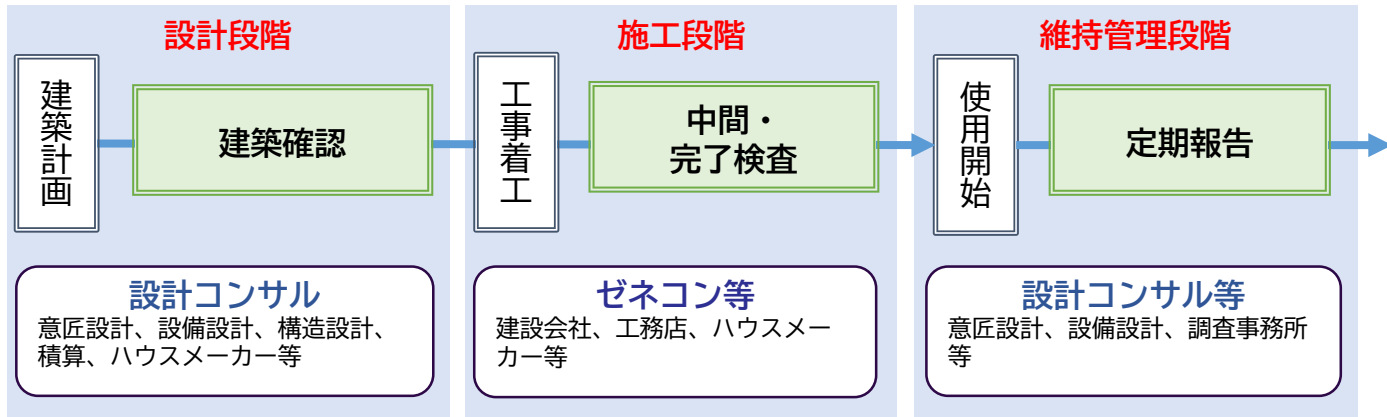 設計段階
建築計画
建築確認
設計コンサル
意匠設計、設備設計、構造設計、
積算、ハウスメーカー等
施工段階
工事着工
中間・
完了検査
ゼネコン等
建設会社、工務店、ハウスメー
カー等
維持管理段階
使用開始
定期報告
設計コンサル等
意匠設計、設備設計、調査事務所
等